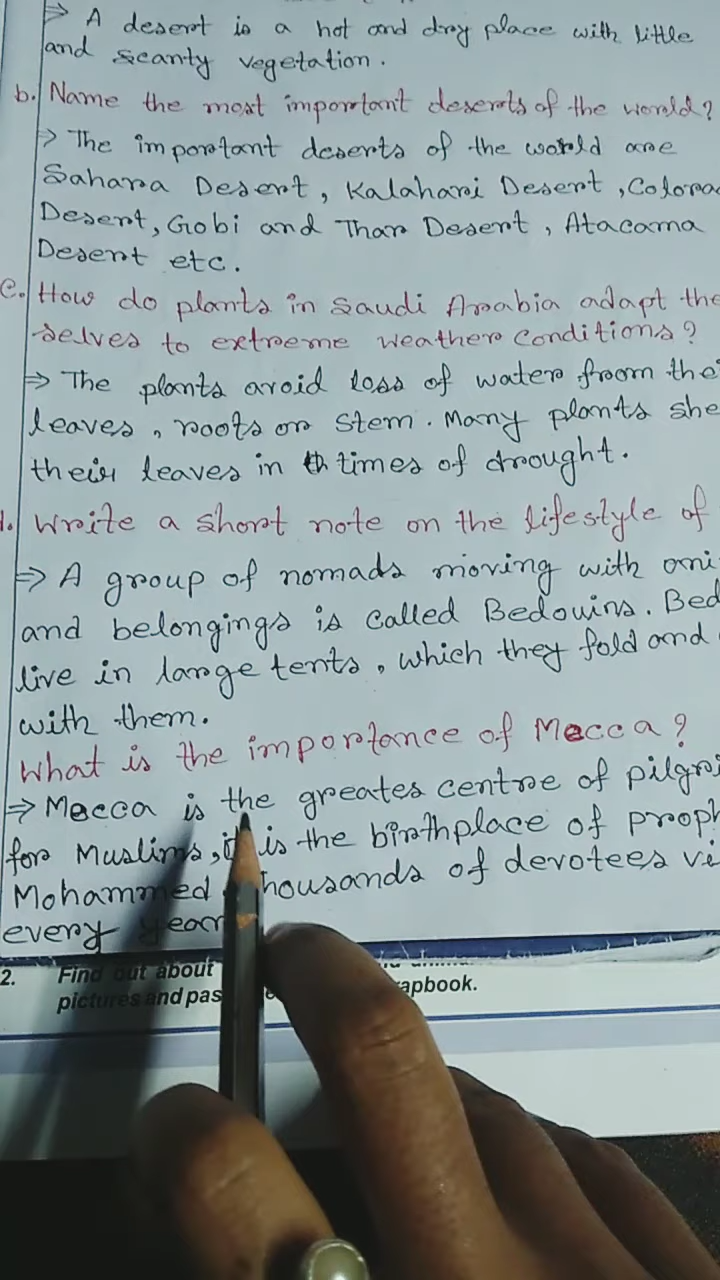 ⇒ A desert is a hot and dry place with little
and scanty vegetation.
b. Name the most important deserts of the world?
⇒ The important deserts of the world are
Sahara Desert, Kalahari Desert, Colora
Desert, Gobi and Thar Desert, Atacama
Desert etc.
c. How do plants in Saudi Arabia adapt the
selves to extreme weather conditions?
⇒ The plants avoid loss of water from the
leaves, roots or stem. Many plants she
their leaves in times of drought.
d. Write a short note on the lifestyle of
⇒ A group of nomads moving with ani
and belongings is called Bedouins. Bed
live in large tents, which they fold and
with them.
What is the importance of Mecca?
⇒ Mecca is the greates centre of pilgri
for Muslims, it is the birthplace of proph
Mohammed housands of devotees vi
every year
2. Find out about
pictures and pas apbook.